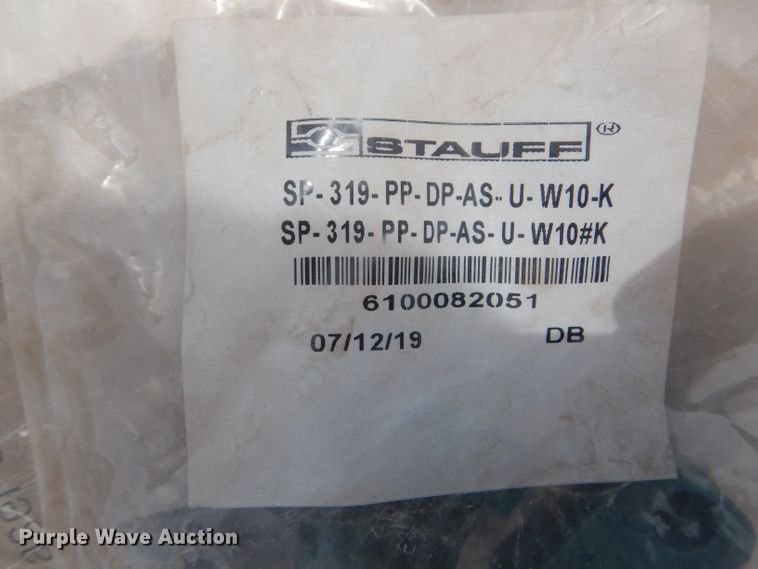 STAUFF®
SP- 319- PP- DP-AS- U- W10-K
SP- 319- PP- DP-AS- U- W10#K
6100082051
07/12/19 DB
Purple Wave Auction